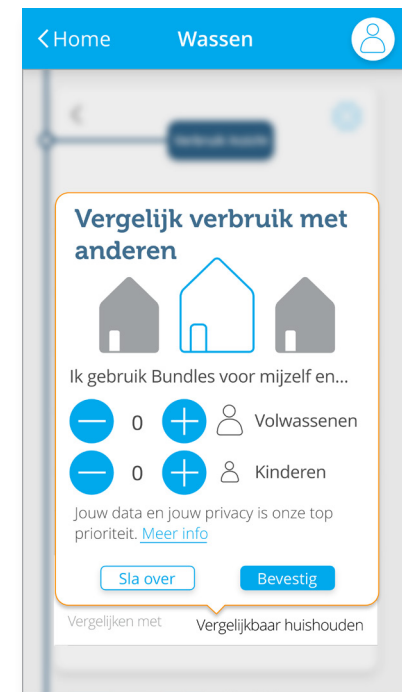 Home
Wassen
Vergelijk verbruik met
anderen
Ik gebruik Bundles voor mijzelf en...
0 Volwassenen
0 Kinderen
Jouw data en jouw privacy is onze top
prioriteit. Meer info
Sla over
Bevestig
Vergelijken met
Vergelijkbaar huishouden